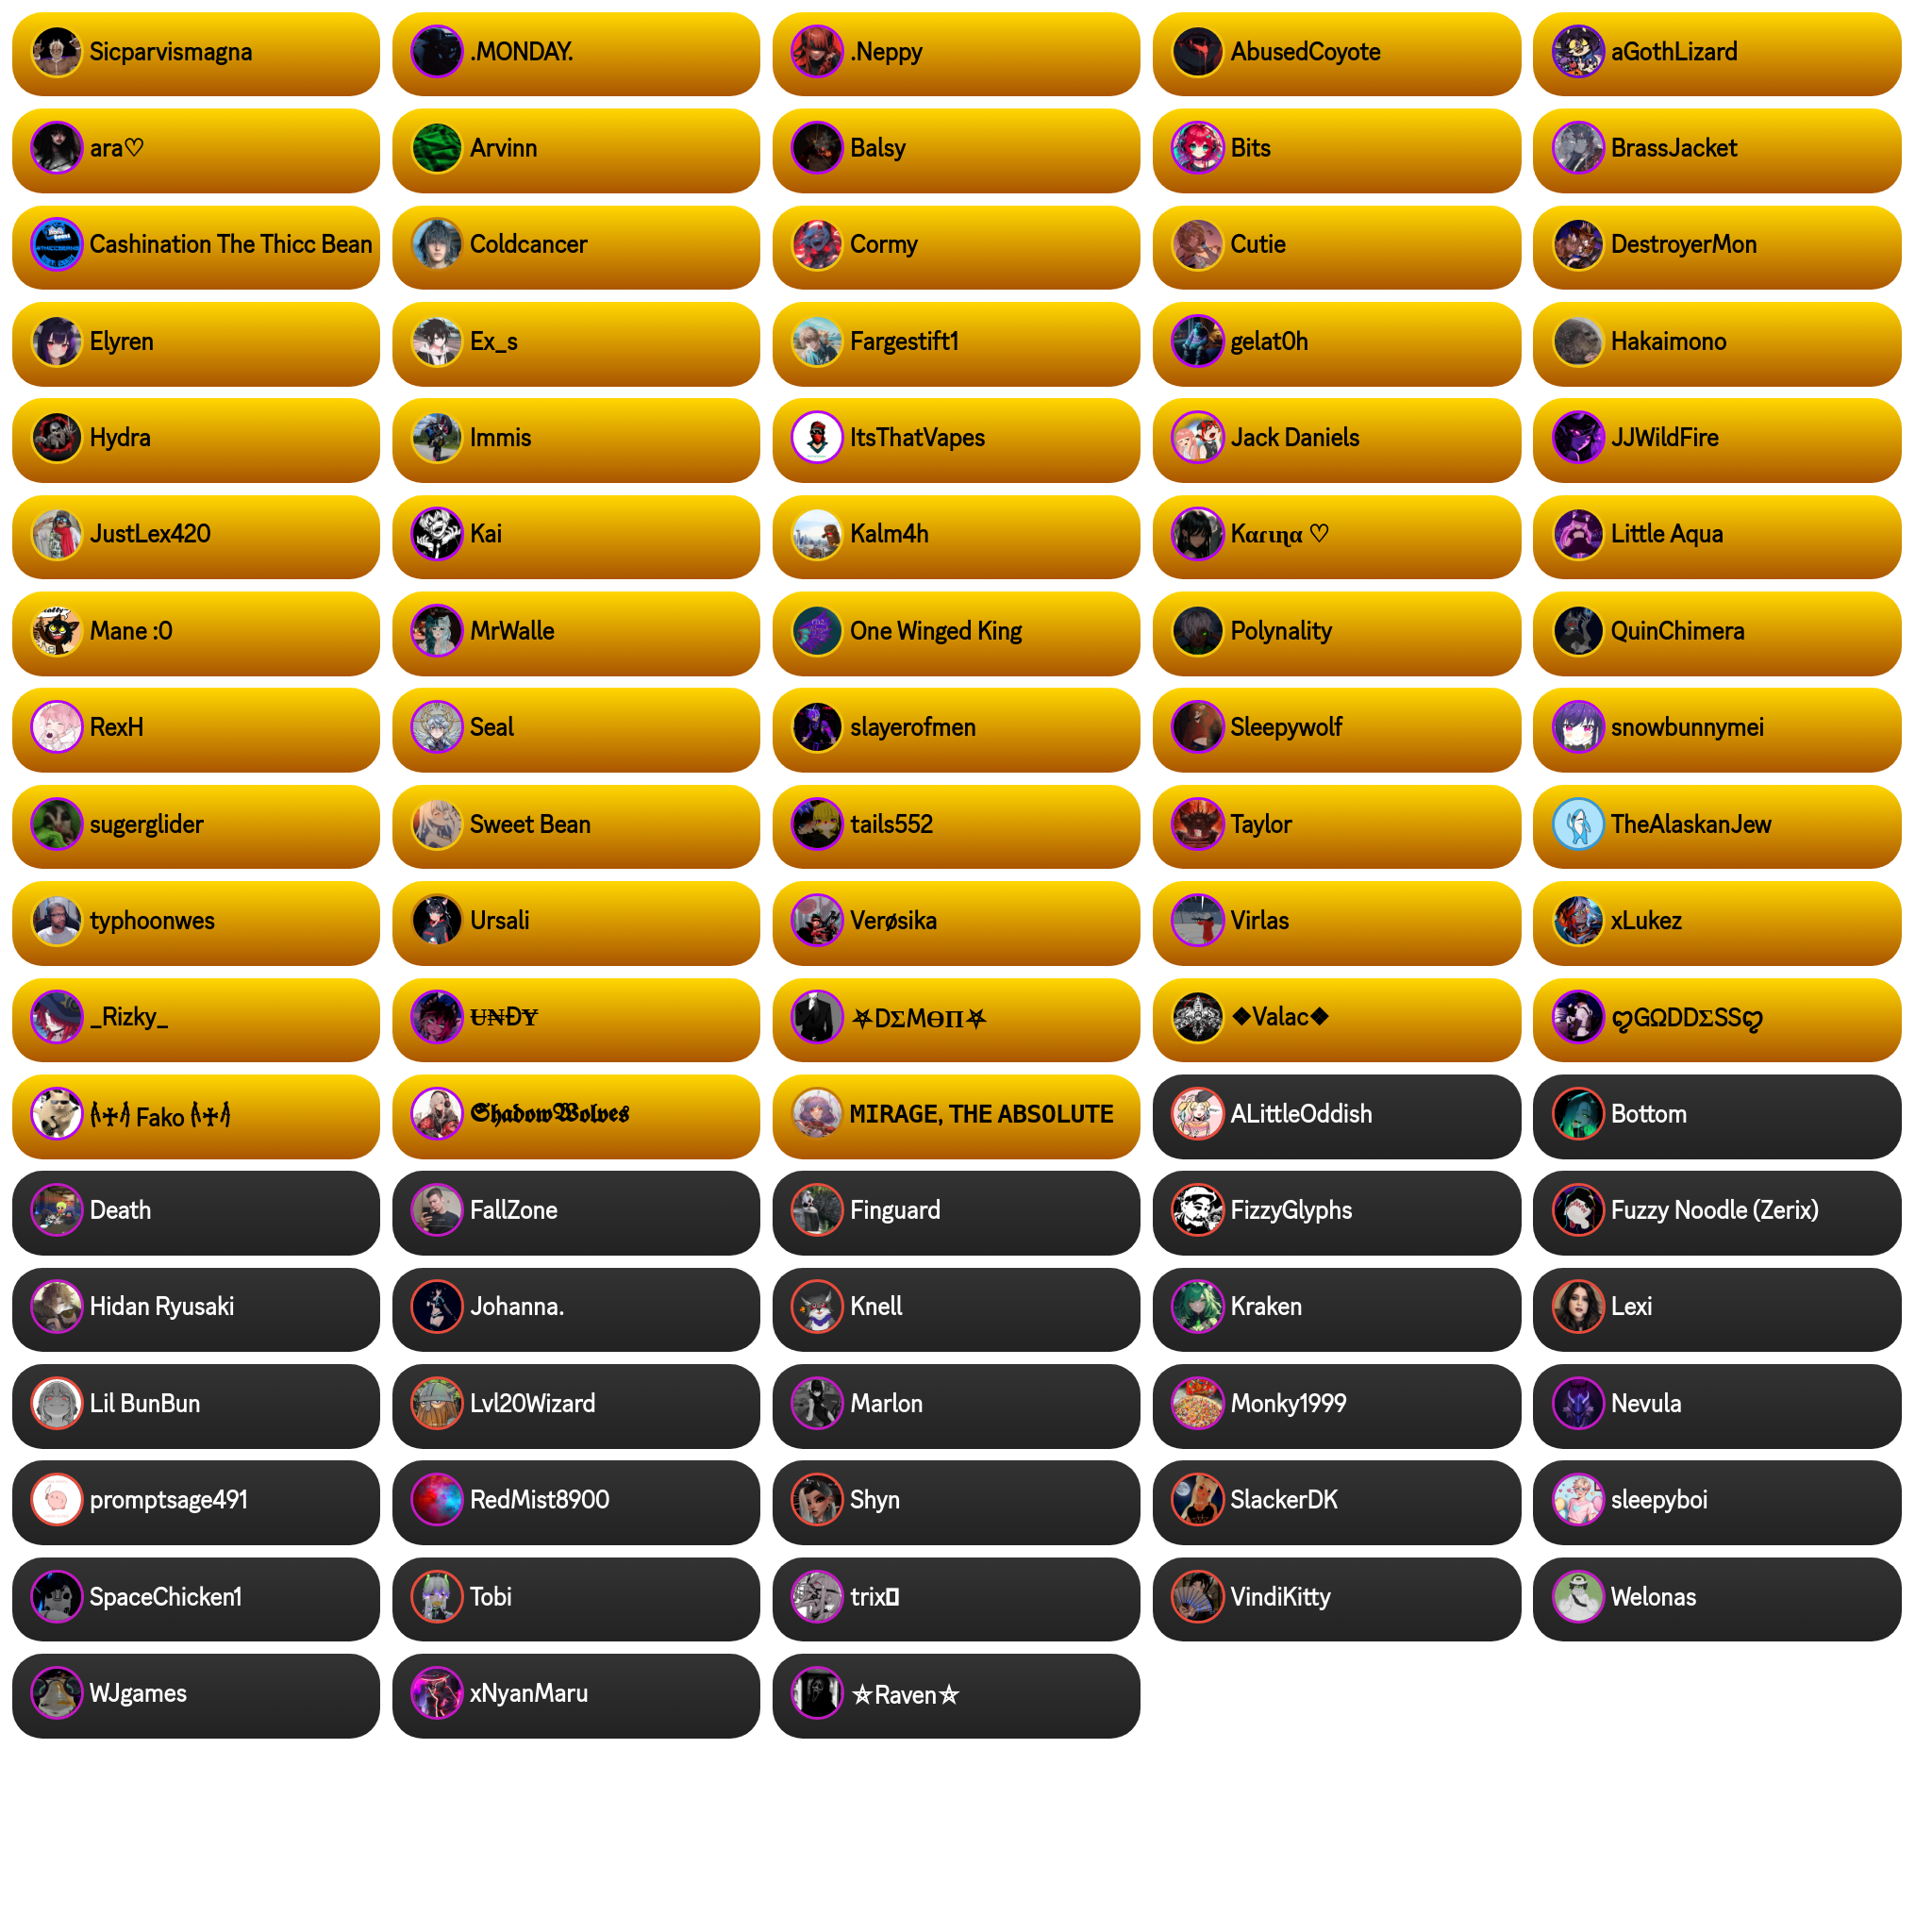 Sicparvismagna
.MONDAY.
.Neppy
AbusedCoyote
aGothLizard
ara♡
Arvinn
Balsy
Bits
BrassJacket
Cashination The Thicc Bean
Coldcancer
Cormy
Cutie
DestroyerMon
Elyren
Ex_s
Fargestift1
gelat0h
Hakaimono
Hydra
Immis
ItsThatVapes
Jack Daniels
JJWildFire
JustLex420
Kai
Kalm4h
Kαɾιɳα ♡
Little Aqua
Mane :0
MrWalle
One Winged King
Polynality
QuinChimera
RexH
Seal
slayerofmen
Sleepywolf
snowbunnymei
sugerglider
Sweet Bean
tails552
Taylor
TheAlaskanJew
typhoonwes
Ursali
Verøsika
Virlas
xLukez
_Rizky_
U̶N̶ĐY̶
⛧DΣMӨП⛧
❖Valac❖
ღGΩDDΣSSღ
Fako
𝕾𝖍𝖆𝖉𝖔𝖜𝖂𝖔𝖑𝖛𝖊𝖘
MIRAGE, THE ABSOLUTE
ALittleOddish
Bottom
Death
FallZone
Finguard
FizzyGlyphs
Fuzzy Noodle (Zerix)
Hidan Ryusaki
Johanna.
Knell
Kraken
Lexi
Lil BunBun
Lvl20Wizard
Marlon
Monky1999
Nevula
promptsage491
RedMist8900
Shyn
SlackerDK
sleepyboi
SpaceChicken1
Tobi
trix
VindiKitty
Welonas
WJgames
xNyanMaru
⛤Raven⛤